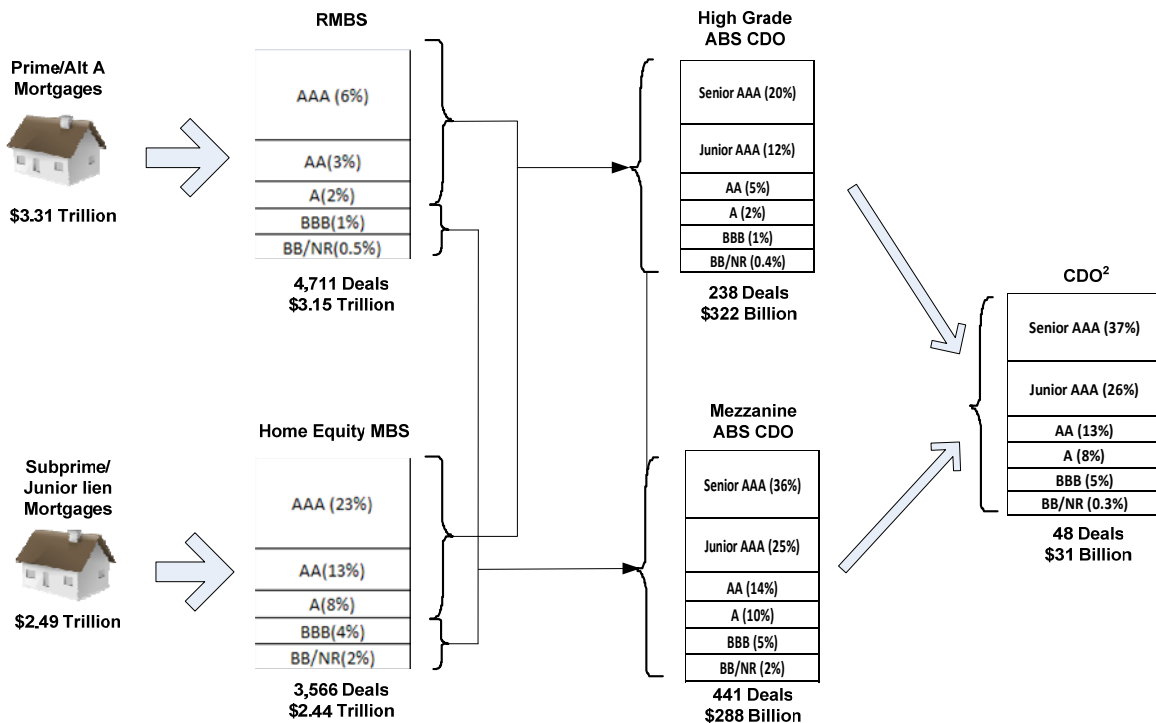 Prime/Alt A
Mortgages
$3.31 Trillion
RMBS
AAA (6%)
AA(3%)
A(2%)
BBB(1%)
BB/NR(0.5%)
4,711 Deals
$3.15 Trillion
High Grade
ABS CDO
Senior AAA (20%)
Junior AAA (12%)
AA (5%)
A (2%)
BBB (1%)
BB/NR (0.4%)
238 Deals
$322 Billion
Subprime/
Junior lien
Mortgages
$2.49 Trillion
Home Equity MBS
AAA (23%)
AA(13%)
A(8%)
BBB(4%)
BB/NR(2%)
3,566 Deals
$2.44 Trillion
Mezzanine
ABS CDO
Senior AAA (36%)
Junior AAA (25%)
AA (14%)
A (10%)
BBB (5%)
BB/NR (2%)
441 Deals
$288 Billion
CDO²
Senior AAA (37%)
Junior AAA (26%)
AA (13%)
A (8%)
BBB (5%)
BB/NR (0.3%)
48 Deals
$31 Billion